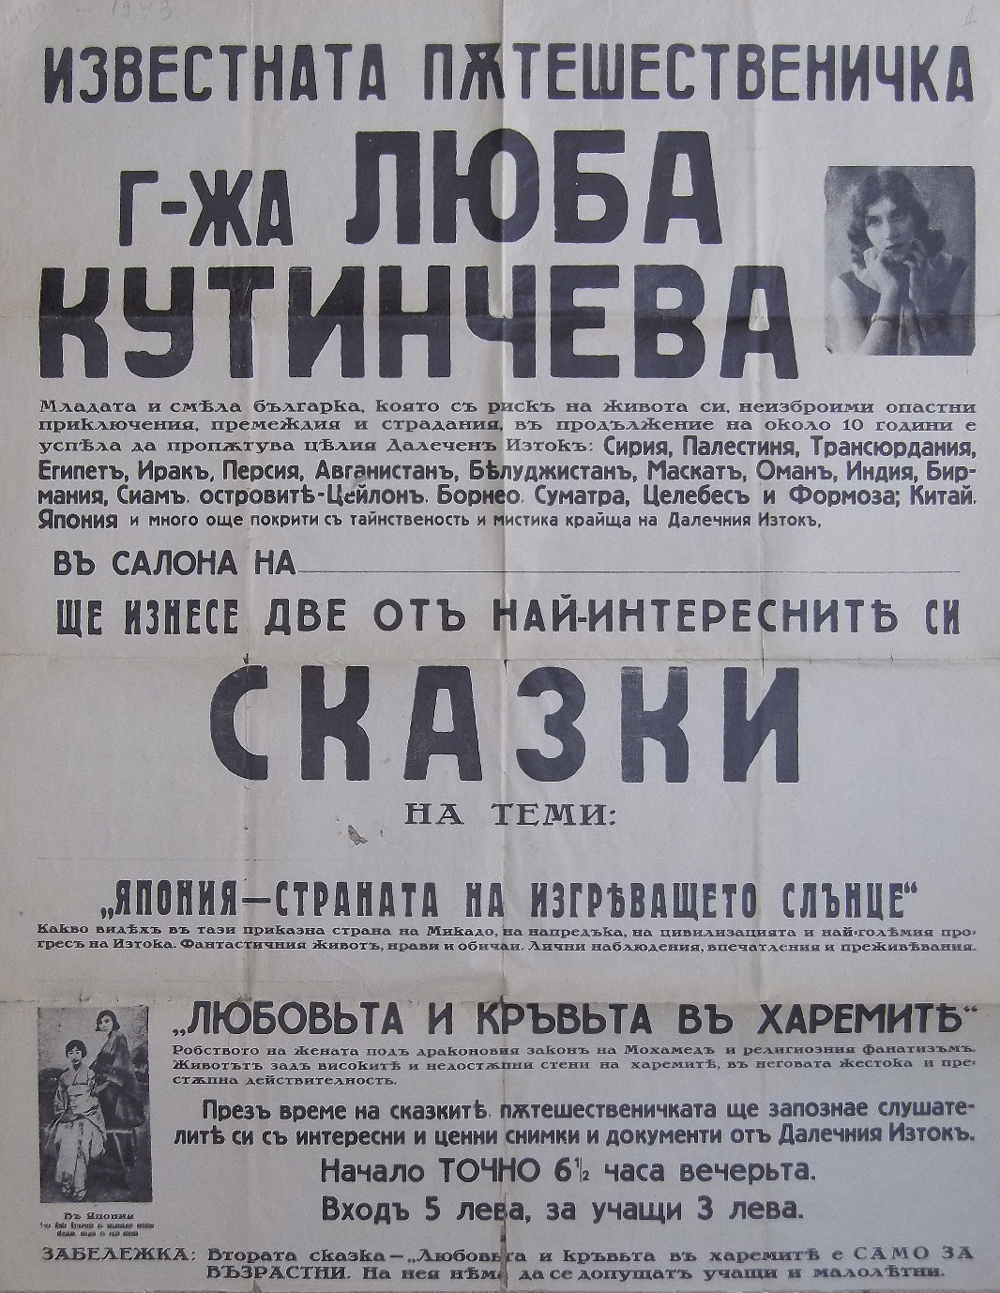 ИЗВЕСТНАТА ПѪТЕШЕСТВЕНИЧКА
Г-ЖА ЛЮБА
КУТИНЧЕВА
Младата и смѣла българка, която съ рискъ на живота си, неизброими опастни
приключения, премеждия и страдания, въ продължение на около 10 години е
успѣла да пропѫтува цѣлия Далеченъ Изтокъ: Сирия, Палестиня, Трансюрдания,
Египетъ, Иракъ, Персия, Авганистанъ, Бѣлуджистанъ, Маскатъ, Оманъ, Индия, Бир-
мания, Сиамъ. островитѣ-Цейлонъ. Борнео. Суматра, Целебесъ и Формоза; Китай.
Япония и много още покрити съ тайнственость и мистика крайща на Далечния Изтокъ,
ВЪ САЛОНА НА
ЩЕ ИЗНЕСЕ ДВЕ ОТЪ НАЙ-ИНТЕРЕСНИТѢ СИ
СКАЗКИ
НА ТЕМИ:
„ЯПОНИЯ—СТРАНАТА НА ИЗГРѢВАЩЕТО СЛЪНЦЕ“
Какво видѣхъ въ тази приказна страна на Микадо, на напредъка, на цивилизацията и най-голѣмия про-
гресъ на Изтока. Фантастичния животъ, нрави и обичаи. Лични наблюдения, впечатления и преживѣвания.
„ЛЮБОВЬТА И КРЪВЬТА ВЪ ХАРЕМИТѢ“
Робството на жената подъ драконовия законъ на Мохамедъ и религиозния фанатизъмъ.
Животътъ задъ високитѣ и недостѫпни стени на харемитѣ, въ неговата жестока и пре-
стѫпна действителность.
Презъ време на сказкитѣ пѫтешественичката ще запознае слушате-
литѣ си съ интересни и ценни снимки и документи отъ Далечния Изтокъ.
Начало ТОЧНО 6 1/2 часа вечерьта.
Входъ 5 лева, за учащи 3 лева.
Въ Япония
ЗАБЕЛЕЖКА: Втората сказка—„Любовьта и кръвьта въ харемитѣ е САМО ЗА
ВЪЗРАСТНИ. На нея нѣма да се допущатъ учащи и малолѣтни.